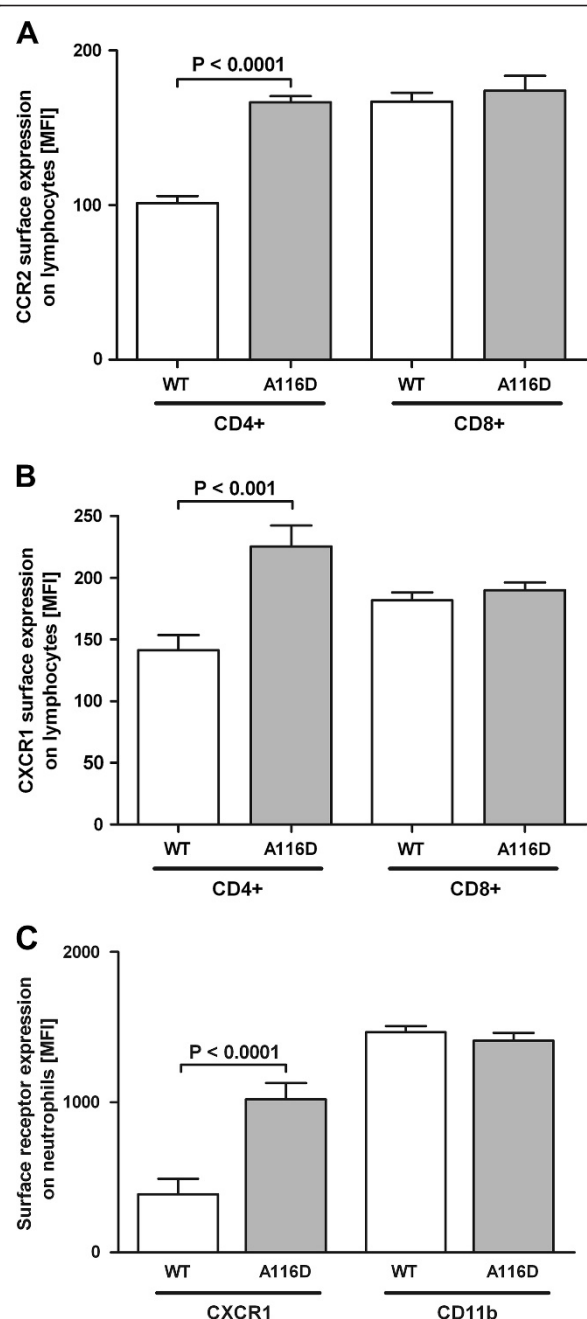 A
CCR2 surface expression
on lymphocytes [MFI]
200
100
0
P < 0.0001
WT A116D WT A116D
CD4+ CD8+
B
CXCR1 surface expression
on lymphocytes [MFI]
250
200
150
100
50
0
P < 0.001
WT A116D WT A116D
CD4+ CD8+
C
Surface receptor expression
on neutrophils [MFI]
2000
1000
0
P < 0.0001
WT A116D WT A116D
CXCR1 CD11b